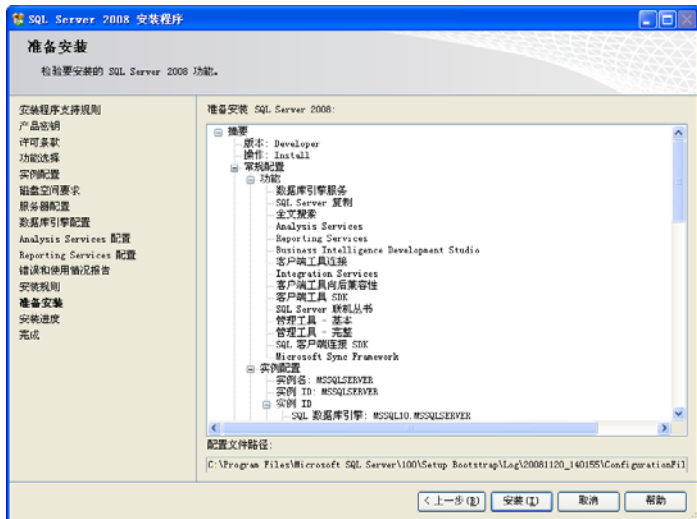 SQL Server 2008 安装程序
准备安装
检验要安装的 SQL Server 2008 功能。
安装程序支持规则
产品密钥
许可条款
功能选择
实例配置
磁盘空间要求
服务器配置
数据库引擎配置
Analysis Services 配置
Reporting Services 配置
错误和使用情况报告
安装规则
准备安装
安装进度
完成
准备安装 SQL Server 2008:
摘要
版本: Developer
操作: Install
常规配置
功能
数据库引擎服务
SQL Server 复制
全文搜索
Analysis Services
Reporting Services
Business Intelligence Development Studio
客户端工具连接
Integration Services
客户端工具向后兼容性
客户端工具 SDK
SQL Server 联机丛书
管理工具 - 基本
管理工具 - 完整
SQL 客户端连接 SDK
Microsoft Sync Framework
实例配置
实例名: MSSQLSERVER
实例 ID: MSSQLSERVER
实例 ID
SQL 数据库引擎: MSSQL10.MSSQLSERVER
配置文件路径:
C:\Program Files\Microsoft SQL Server\100\Setup Bootstrap\Log\20081120_140155\ConfigurationFil
< 上一步(B)
安装(I)
取消
帮助